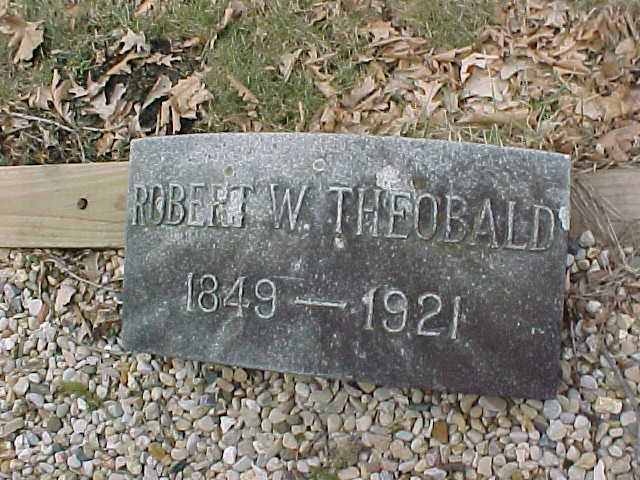 ROBERT W. THEOBALD
1849 — 1921